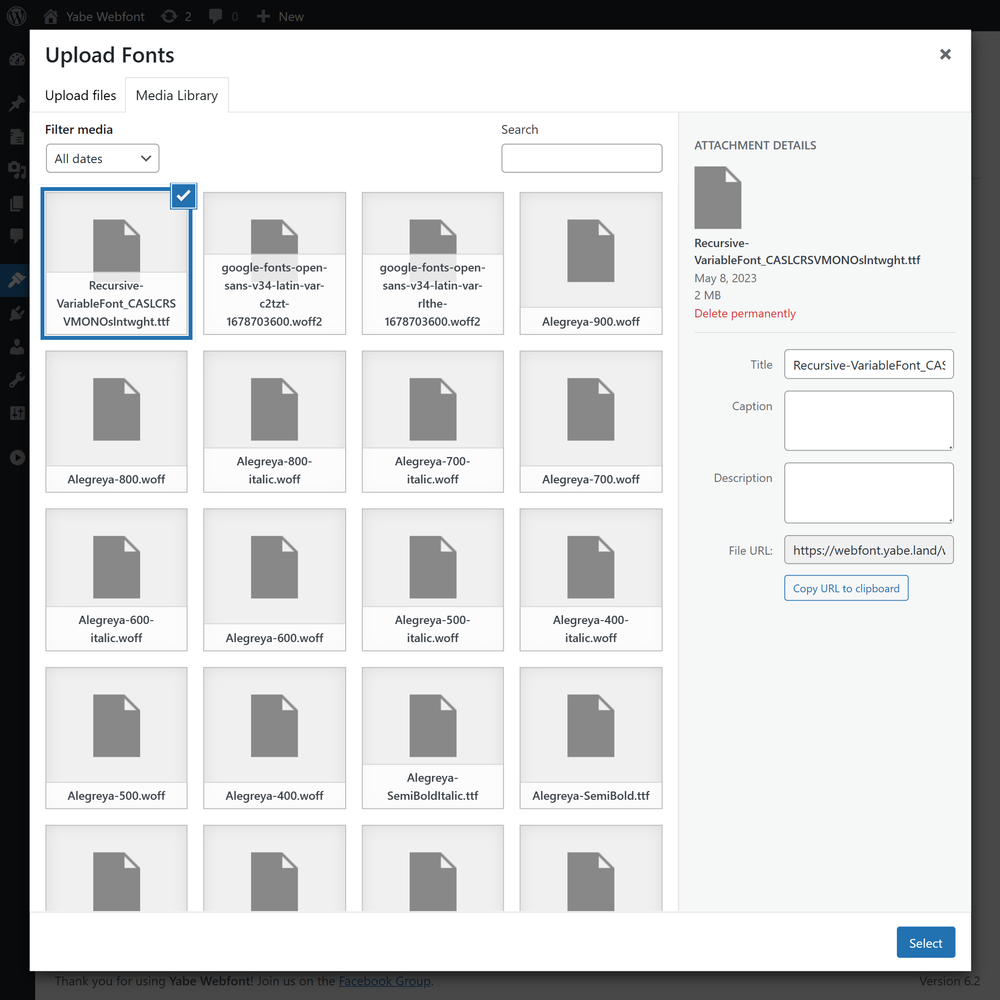 Yabe Webfont 2 0 New
Upload Fonts
Upload files Media Library
Filter media
All dates
Search
Recursive-
VariableFont_CASLCRS
VMONOslntwght.ttf
google-fonts-open-
sans-v34-latin-var-
c2tzt-
1678703600.woff2
google-fonts-open-
sans-v34-latin-var-
rlthe-
1678703600.woff2
Alegreya-900.woff
Alegreya-800.woff
Alegreya-800-
italic.woff
Alegreya-700-
italic.woff
Alegreya-700.woff
Alegreya-600-
italic.woff
Alegreya-600.woff
Alegreya-500-
italic.woff
Alegreya-400-
italic.woff
Alegreya-500.woff
Alegreya-400.woff
Alegreya-
SemiBoldItalic.ttf
Alegreya-SemiBold.ttf
ATTACHMENT DETAILS
Recursive-
VariableFont_CASLCRSVMONOslntwght.ttf
May 8, 2023
2 MB
Delete permanently
Title Recursive-VariableFont_CAS
Caption
Description
File URL: https://webfont.yabe.land/
Copy URL to clipboard
Select
Thank you for using Yabe Webfont! Join us on the Facebook Group.
Version 6.2